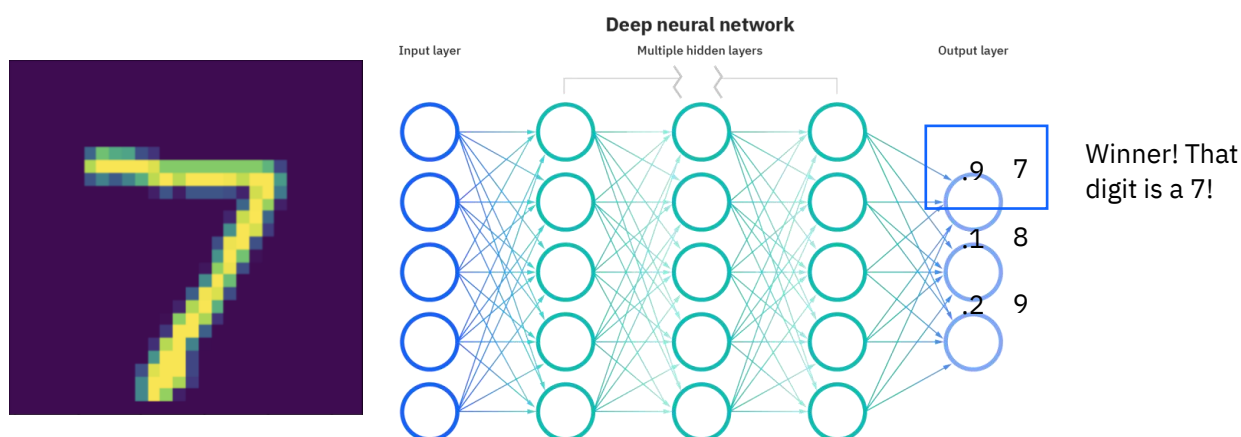 Deep neural network
Input layer
Multiple hidden layers
Output layer
7
.9 7
.1 8
.2 9
Winner! That
digit is a 7!